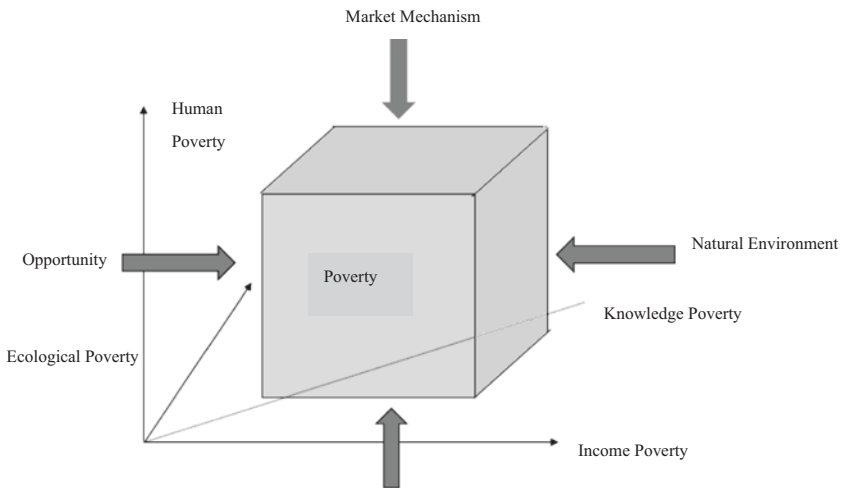 Market Mechanism
Human
Poverty
Opportunity
Natural Environment
Poverty
Knowledge Poverty
Ecological Poverty
Income Poverty